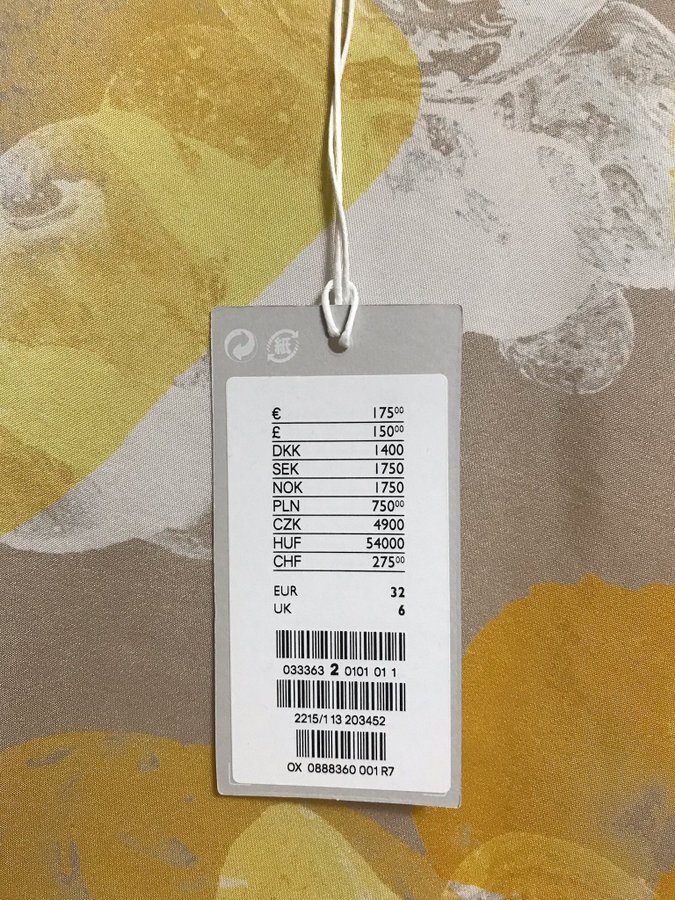 紙
€ 175⁰⁰
£ 150⁰⁰
DKK 1400
SEK 1750
NOK 1750
PLN 750⁰⁰
CZK 4900
HUF 54000
CHF 275⁰⁰
EUR 32
UK 6
033363 2 0101 01 1
2215/1 13 203452
OX 0888360 001 R7